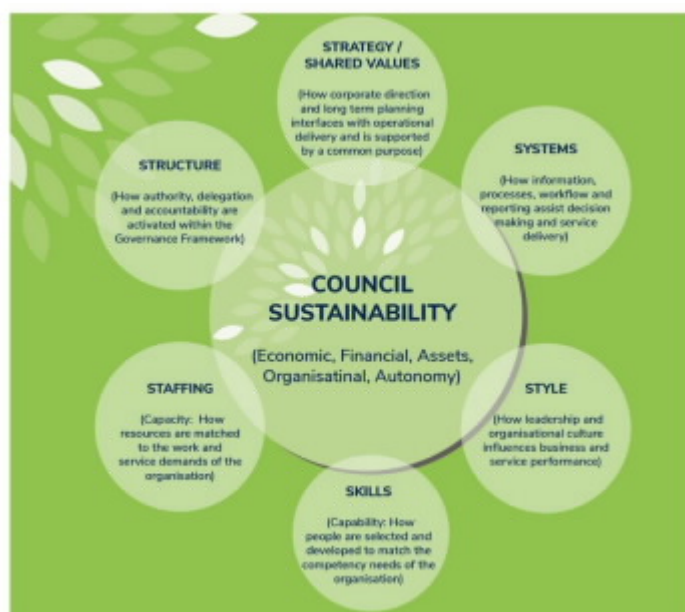 STRATEGY /
SHARED VALUES
(How corporate direction
and long term planning
interfaces with operational
delivery and is supported
by a common purpose)
STRUCTURE
(How authority, delegation
and accountability are
activated within the
Governance Framework)
SYSTEMS
(How information,
processes, workflow and
reporting assist decision
making and service
delivery)
COUNCIL
SUSTAINABILITY
(Economic, Financial, Assets,
Organisatinal, Autonomy)
STAFFING
(Capacity: How
resources are matched
to the work and
service demands of the
organisation)
STYLE
(How leadership and
organisational culture
influences business and
service performance)
SKILLS
(Capability: How
people are selected and
developed to match the
competency needs of the
organisation)